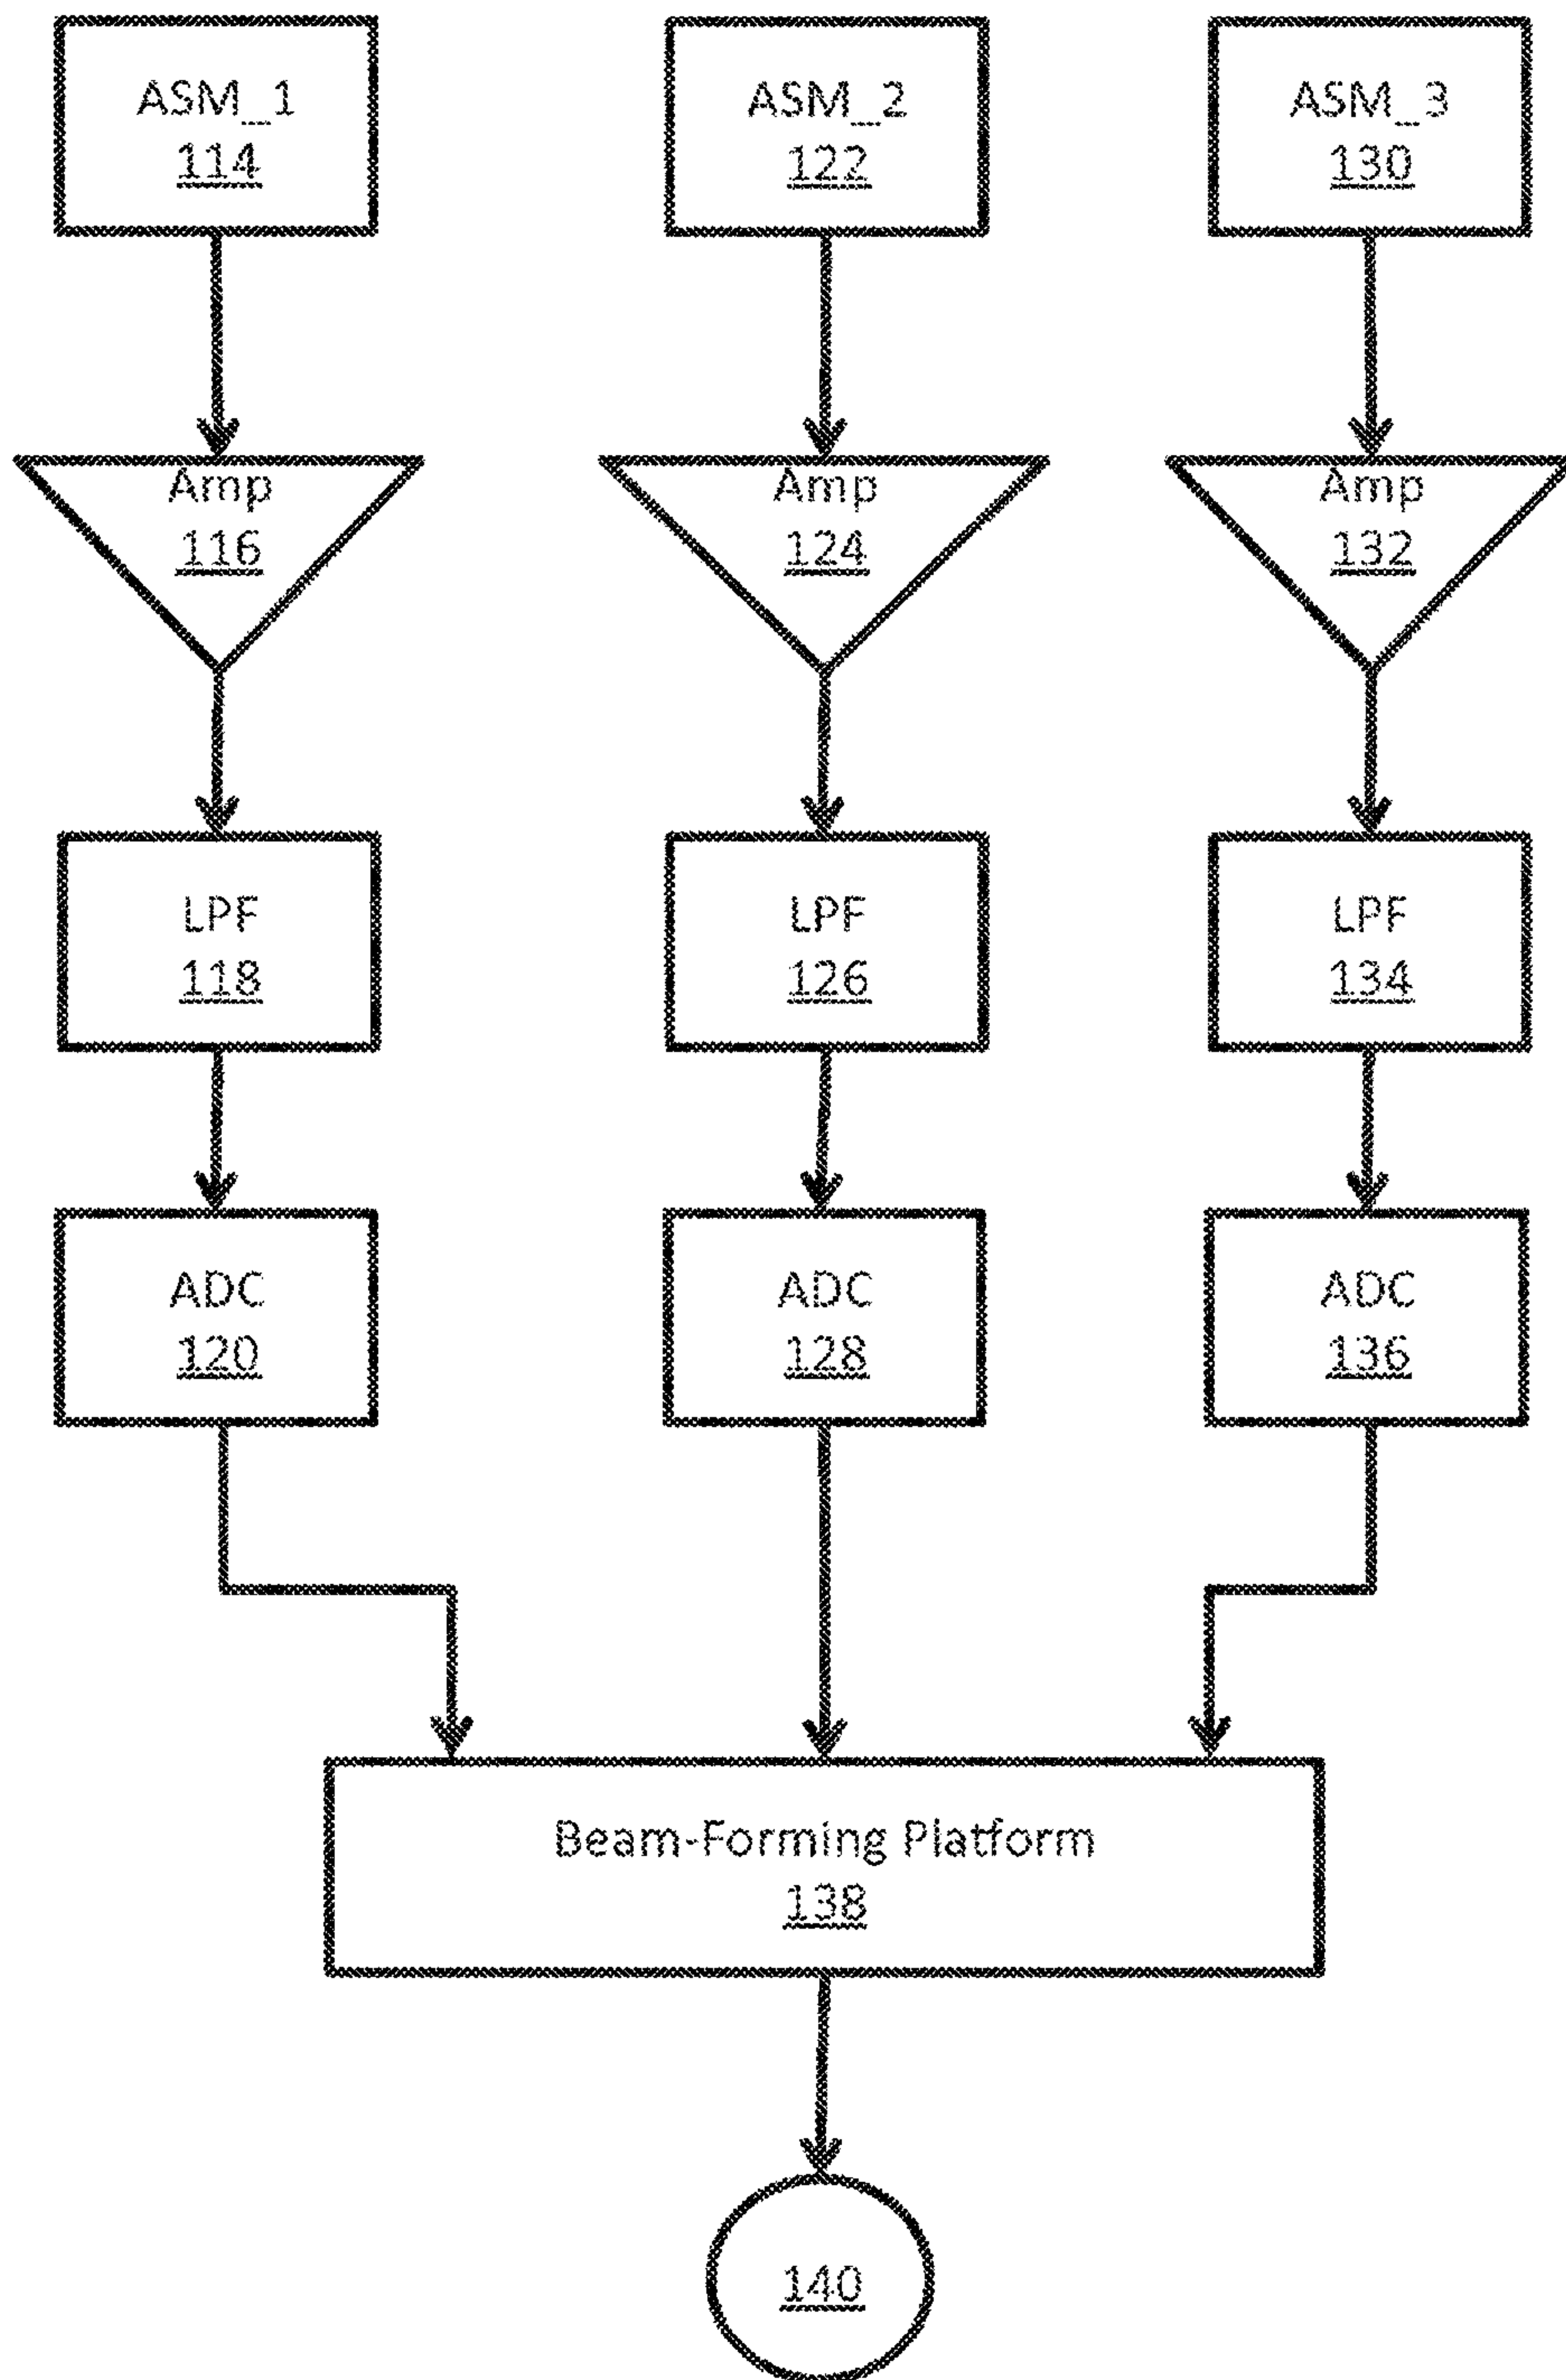 ASM_1
114
ASM_2
122
ASM_3
130
Amp
116
Amp
124
Amp
132
LPF
118
LPF
126
LPF
134
ADC
120
ADC
128
ADC
136
Beam-Forming Platform
138
140